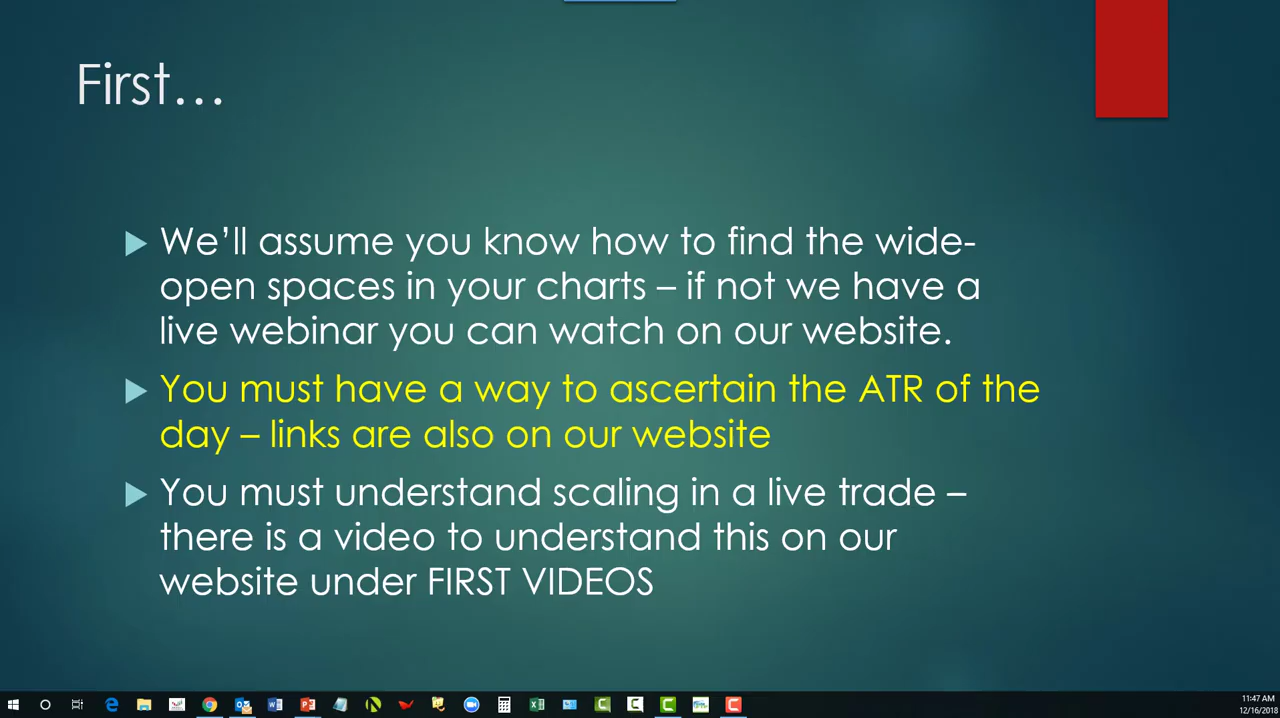 First…
We’ll assume you know how to find the wide-
open spaces in your charts – if not we have a
live webinar you can watch on our website.
You must have a way to ascertain the ATR of the
day – links are also on our website
You must understand scaling in a live trade –
there is a video to understand this on our
website under FIRST VIDEOS
11:47 AM
12/16/2018